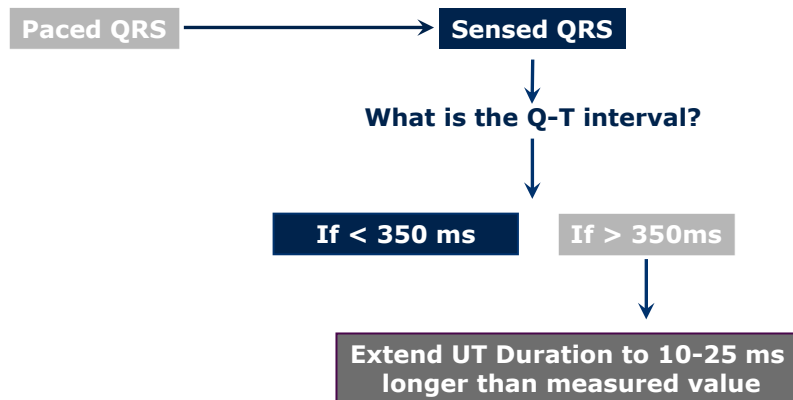 Paced QRS
Sensed QRS
What is the Q-T interval?
If < 350 ms
If > 350ms
Extend UT Duration to 10-25 ms
longer than measured value